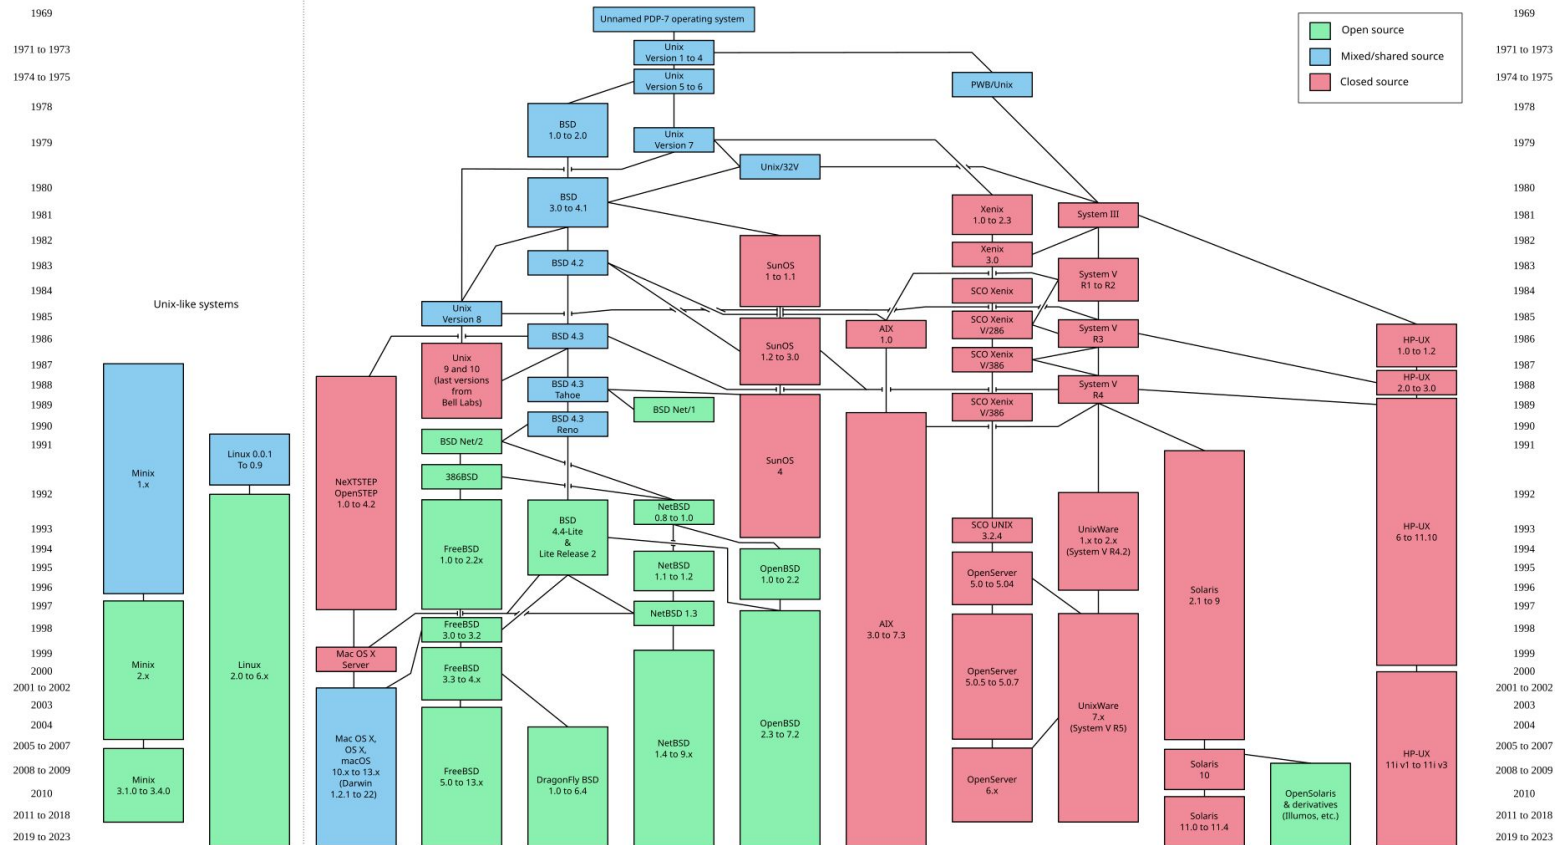 1969
1971 to 1973
1974 to 1975
1978
1979
1980
1981
1982
1983
1984
1985
1986
1987
1988
1989
1990
1991
1992
1993
1994
1995
1996
1997
1998
1999
2000
2001 to 2002
2003
2004
2005 to 2007
2008 to 2009
2010
2011 to 2018
2019 to 2023
Unix-like systems
Minix
1.x
Minix
2.x
Minix
3.1.0 to 3.4.0
Linux 0.0.1
To 0.9
Linux
2.0 to 6.x
Unnamed PDP-7 operating system
Unix
Version 1 to 4
Unix
Version 5 to 6
PWB/Unix
BSD
1.0 to 2.0
Unix
Version 7
Unix/32V
BSD
3.0 to 4.1
Xenix
1.0 to 2.3
System III
Xenix
3.0
BSD 4.2
SunOS
1 to 1.1
System V
R1 to R2
SCO Xenix
Unix
Version 8
SCO Xenix
V/286
AIX
1.0
System V
R3
BSD 4.3
SunOS
1.2 to 3.0
HP-UX
1.0 to 1.2
Unix
9 and 10
(last versions
from
Bell Labs)
SCO Xenix
V/386
HP-UX
2.0 to 3.0
BSD 4.3
Tahoe
System V
R4
BSD Net/1
SCO Xenix
V/386
BSD 4.3
Reno
BSD Net/2
386BSD
SunOS
4
NeXTSTEP
OpenSTEP
1.0 to 4.2
NetBSD
0.8 to 1.0
BSD
4.4-Lite
&
Lite Release 2
FreeBSD
1.0 to 2.2x
SCO UNIX
3.2.4
UnixWare
1.x to 2.x
(System V R4.2)
HP-UX
6 to 11.10
NetBSD
1.1 to 1.2
OpenBSD
1.0 to 2.2
OpenServer
5.0 to 5.04
Solaris
2.1 to 9
NetBSD 1.3
FreeBSD
3.0 to 3.2
AIX
3.0 to 7.3
Mac OS X
Server
FreeBSD
3.3 to 4.x
OpenServer
5.0.5 to 5.0.7
UnixWare
7.x
(System V R5)
Mac OS X,
OS X,
macOS
10.x to 13.x
(Darwin
1.2.1 to 22)
FreeBSD
5.0 to 13.x
DragonFly BSD
1.0 to 6.4
NetBSD
1.4 to 9.x
OpenBSD
2.3 to 7.2
OpenServer
6.x
Solaris
10
Solaris
11.0 to 11.4
OpenSolaris
& derivatives
(Illumos, etc.)
HP-UX
11i v1 to 11i v3
Open source
Mixed/shared source
Closed source
1969
1971 to 1973
1974 to 1975
1978
1979
1980
1981
1982
1983
1984
1985
1986
1987
1988
1989
1990
1991
1992
1993
1994
1995
1996
1997
1998
1999
2000
2001 to 2002
2003
2004
2005 to 2007
2008 to 2009
2010
2011 to 2018
2019 to 2023